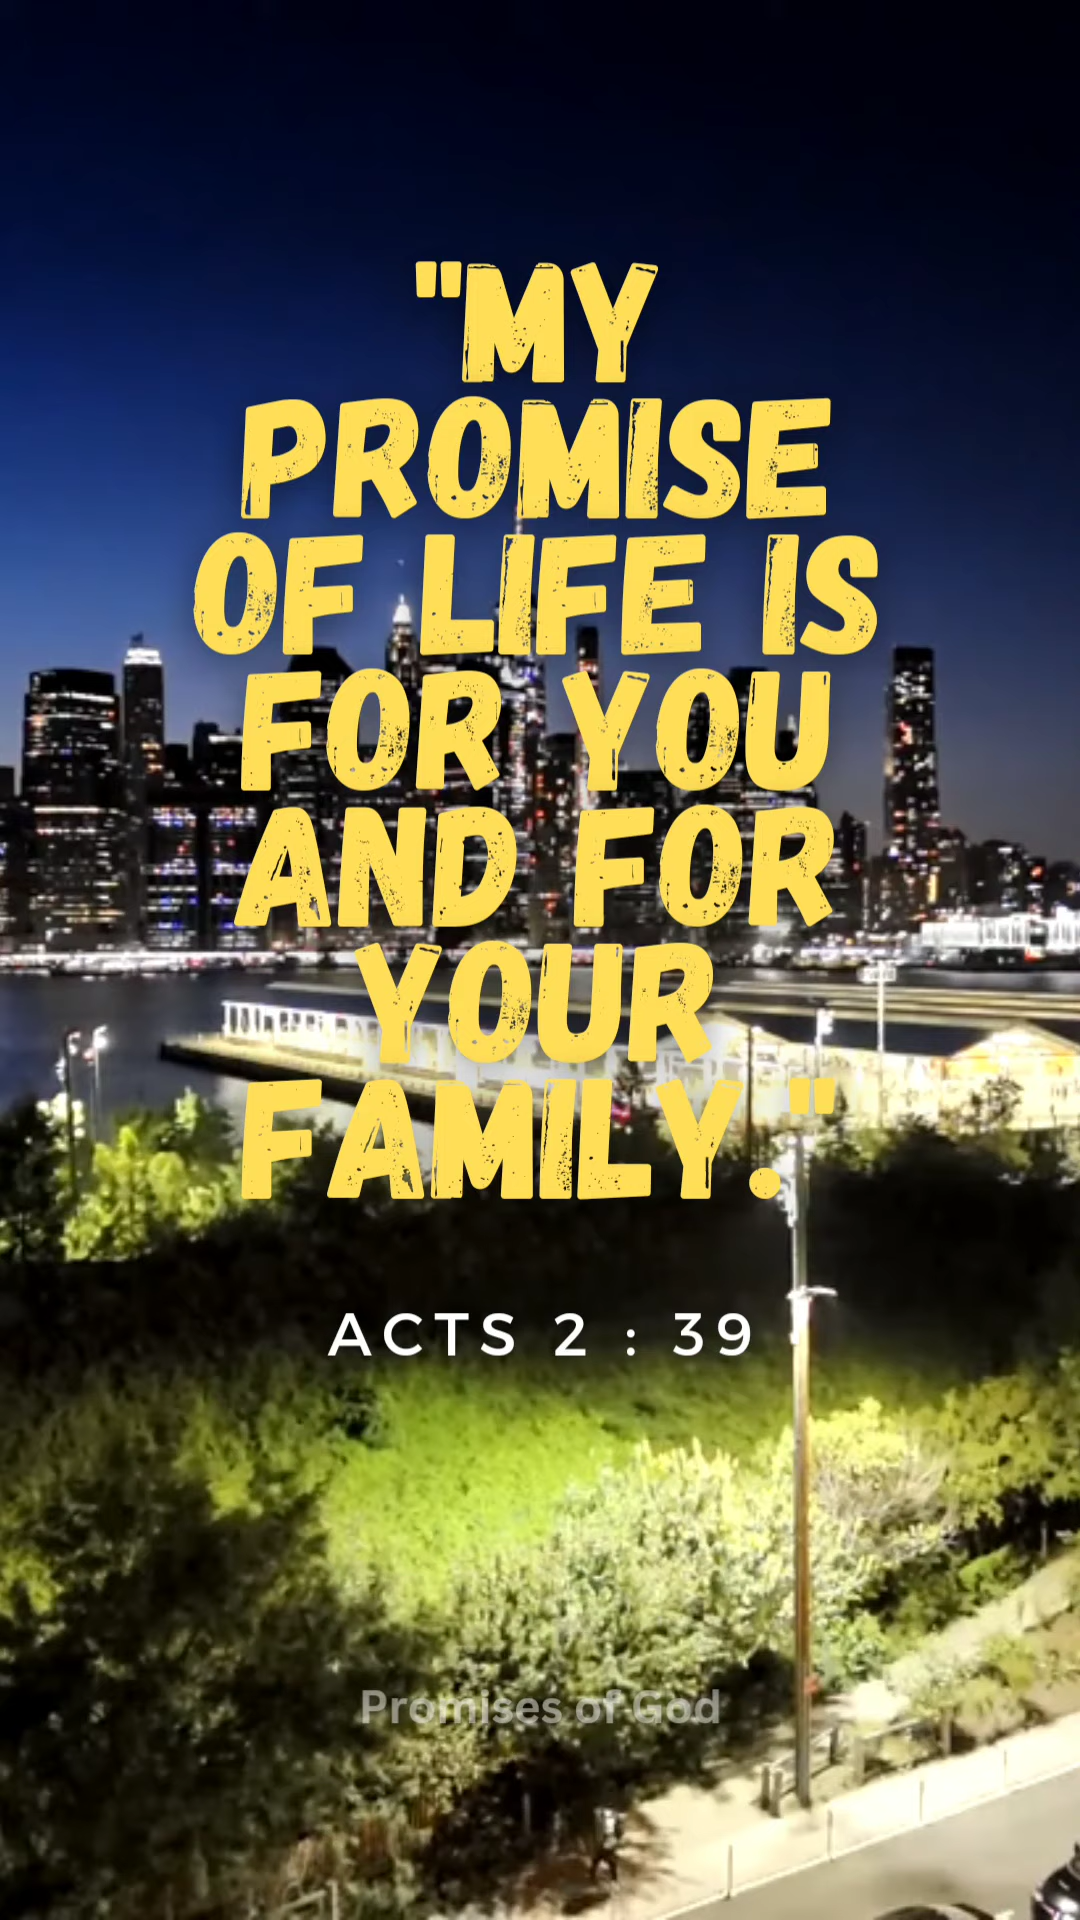 "MY
PROMISE
OF LIFE IS
FOR YOU
AND FOR
YOUR
FAMILY."
ACTS 2 : 39
Promises of God